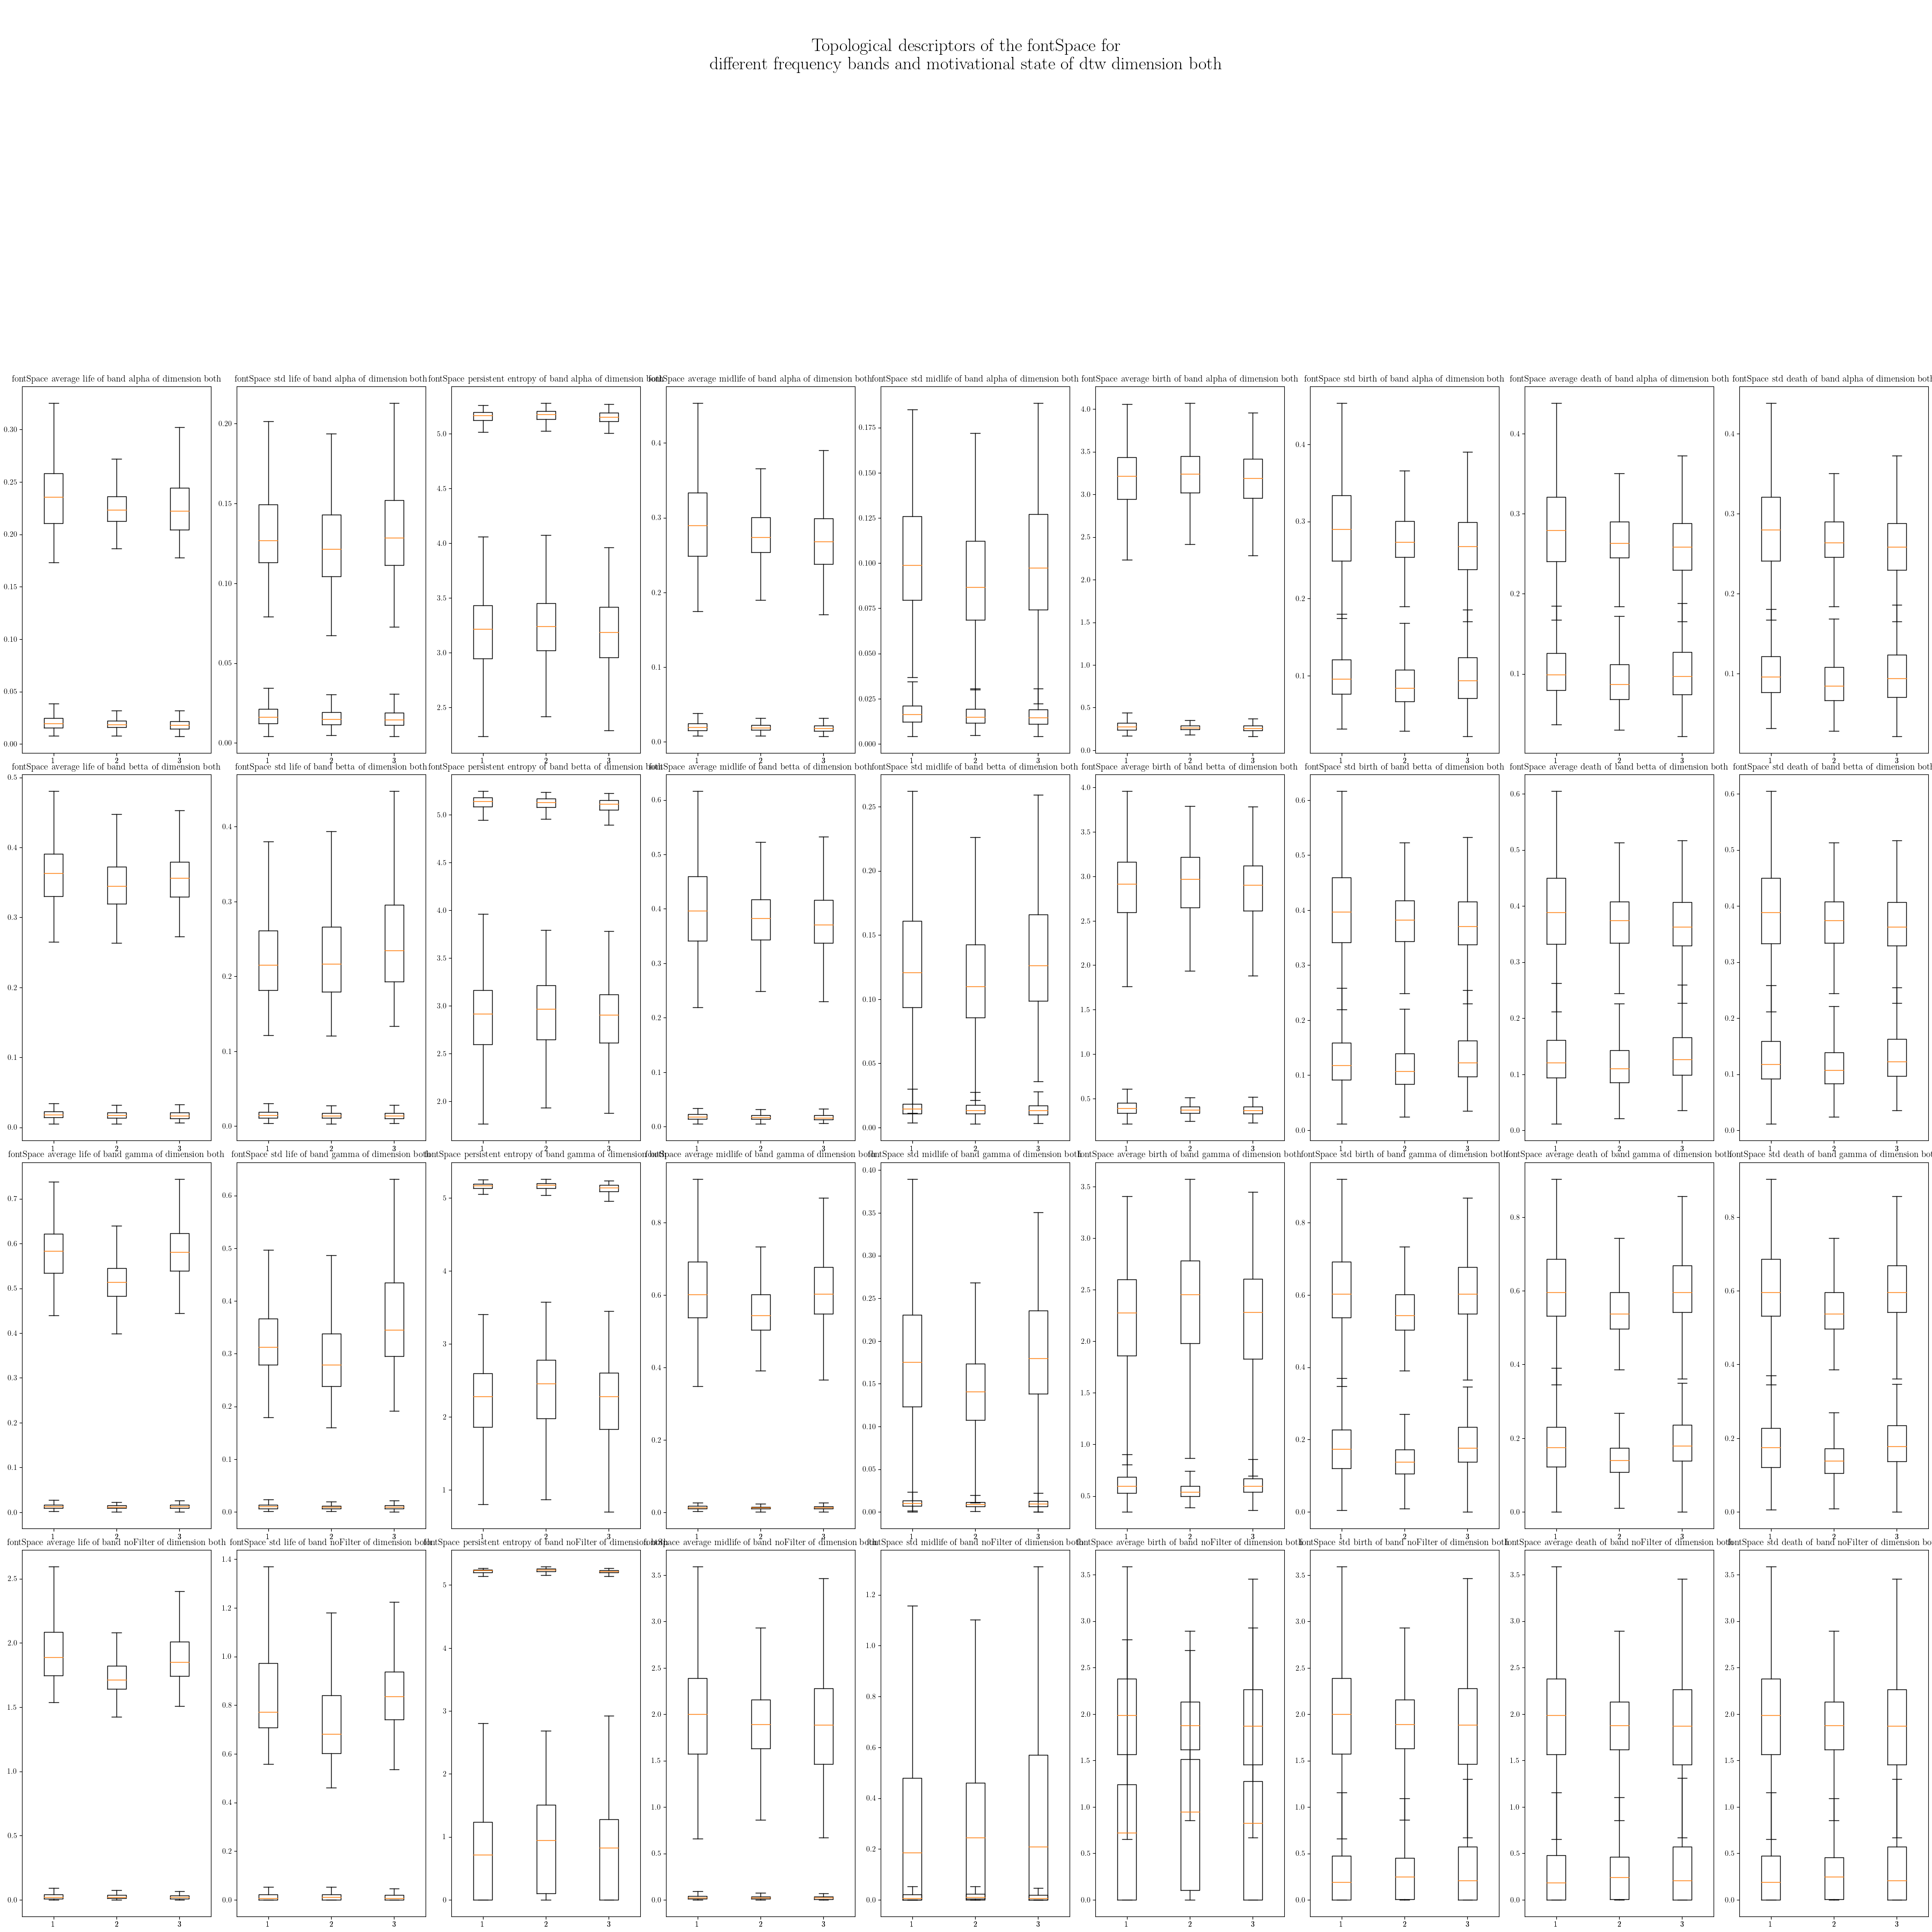 Topological descriptors of the fontSpace for
different frequency bands and motivational state of dtw dimension both
fontSpace average life of band alpha of dimension both
fontSpace std life of band alpha of dimension both
fontSpace persistent entropy of band alpha of dimension both
fontSpace average midlife of band alpha of dimension both
fontSpace std midlife of band alpha of dimension both
fontSpace average birth of band alpha of dimension both
fontSpace std birth of band alpha of dimension both
fontSpace average death of band alpha of dimension both
fontSpace std death of band alpha of dimension both
fontSpace average life of band betta of dimension both
fontSpace std life of band betta of dimension both
fontSpace persistent entropy of band betta of dimension both
fontSpace average midlife of band betta of dimension both
fontSpace std midlife of band betta of dimension both
fontSpace average birth of band betta of dimension both
fontSpace std birth of band betta of dimension both
fontSpace average death of band betta of dimension both
fontSpace std death of band betta of dimension both
fontSpace average life of band gamma of dimension both
fontSpace std life of band gamma of dimension both
fontSpace persistent entropy of band gamma of dimension both
fontSpace average midlife of band gamma of dimension both
fontSpace std midlife of band gamma of dimension both
fontSpace average birth of band gamma of dimension both
fontSpace std birth of band gamma of dimension both
fontSpace average death of band gamma of dimension both
fontSpace std death of band gamma of dimension both
fontSpace average life of band noFilter of dimension both
fontSpace std life of band noFilter of dimension both
fontSpace persistent entropy of band noFilter of dimension both
fontSpace average midlife of band noFilter of dimension both
fontSpace std midlife of band noFilter of dimension both
fontSpace average birth of band noFilter of dimension both
fontSpace std birth of band noFilter of dimension both
fontSpace average death of band noFilter of dimension both
fontSpace std death of band noFilter of dimension both